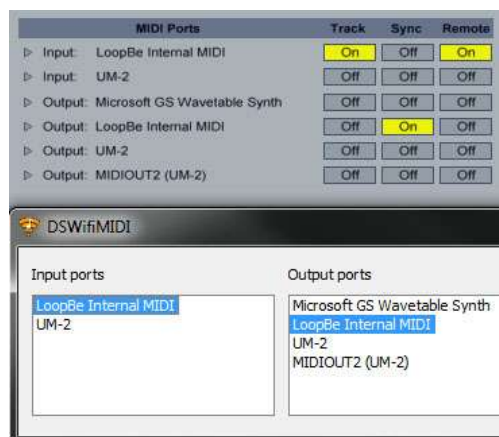 MIDI Ports Track Sync Remote
Input: LoopBe Internal MIDI On Off On
Input: UM-2 Off Off Off
Output: Microsoft GS Wavetable Synth Off Off Off
Output: LoopBe Internal MIDI Off On Off
Output: UM-2 Off Off Off
Output: MIDIOUT2 (UM-2) Off Off Off
DSWifiMIDI
Input ports Output ports
LoopBe Internal MIDI Microsoft GS Wavetable Synth
UM-2 LoopBe Internal MIDI
UM-2
MIDIOUT2 (UM-2)